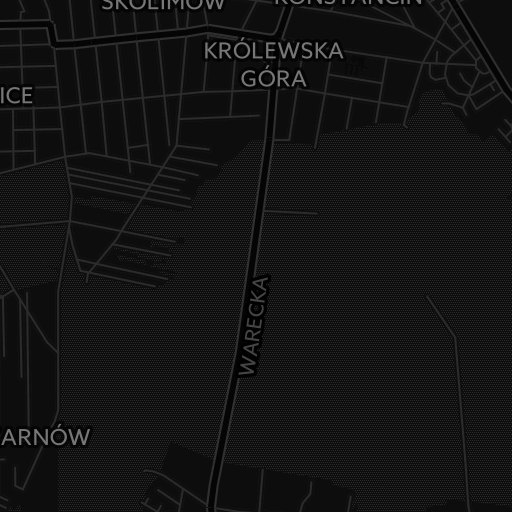 SKOLIMÓW
KONSTANCIN
KRÓLEWSKA
GÓRA
ICE
WARECKA
ARNÓW